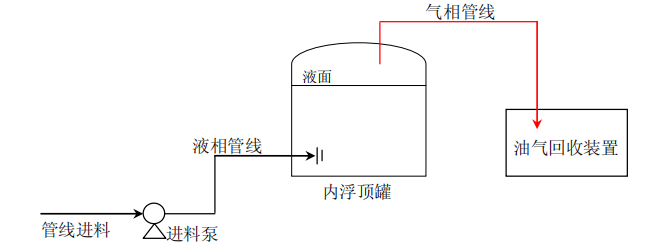 气相管线
液面
液相管线
油气回收装置
内浮顶罐
管线进料
进料泵